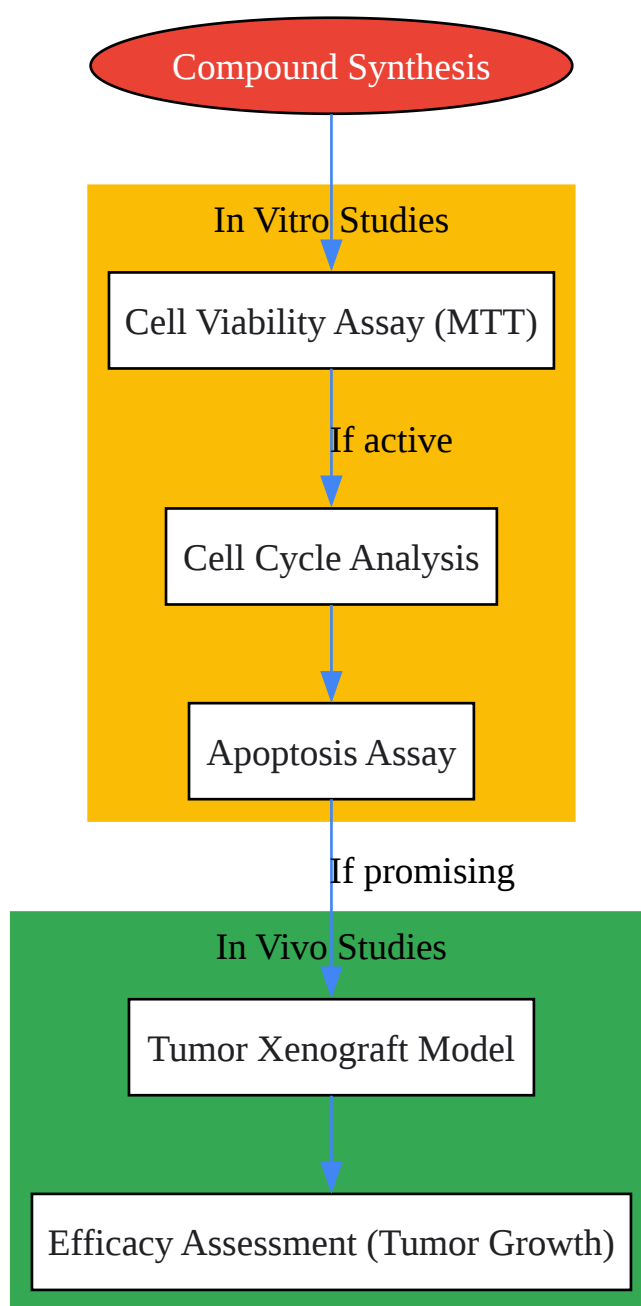 Compound Synthesis
In Vitro Studies
Cell Viability Assay (MTT)
If active
Cell Cycle Analysis
Apoptosis Assay
If promising
In Vivo Studies
Tumor Xenograft Model
Efficacy Assessment (Tumor Growth)